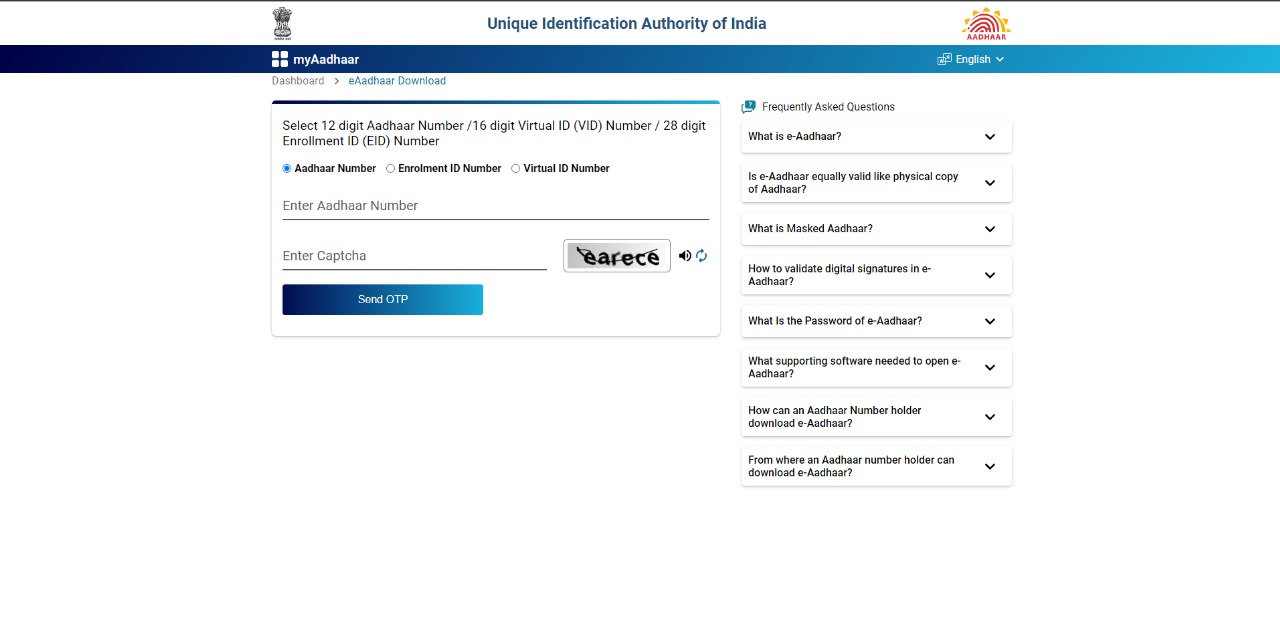 Unique Identification Authority of India
AADHAAR
myAadhaar
English
Dashboard > eAadhaar Download
Select 12 digit Aadhaar Number /16 digit Virtual ID (VID) Number / 28 digit
Enrollment ID (EID) Number
Aadhaar Number Enrolment ID Number Virtual ID Number
Enter Aadhaar Number
Enter Captcha
earece
Send OTP
Frequently Asked Questions
What is e-Aadhaar?
Is e-Aadhaar equally valid like physical copy
of Aadhaar?
What is Masked Aadhaar?
How to validate digital signatures in e-
Aadhaar?
What Is the Password of e-Aadhaar?
What supporting software needed to open e-
Aadhaar?
How can an Aadhaar Number holder
download e-Aadhaar?
From where an Aadhaar number holder can
download e-Aadhaar?